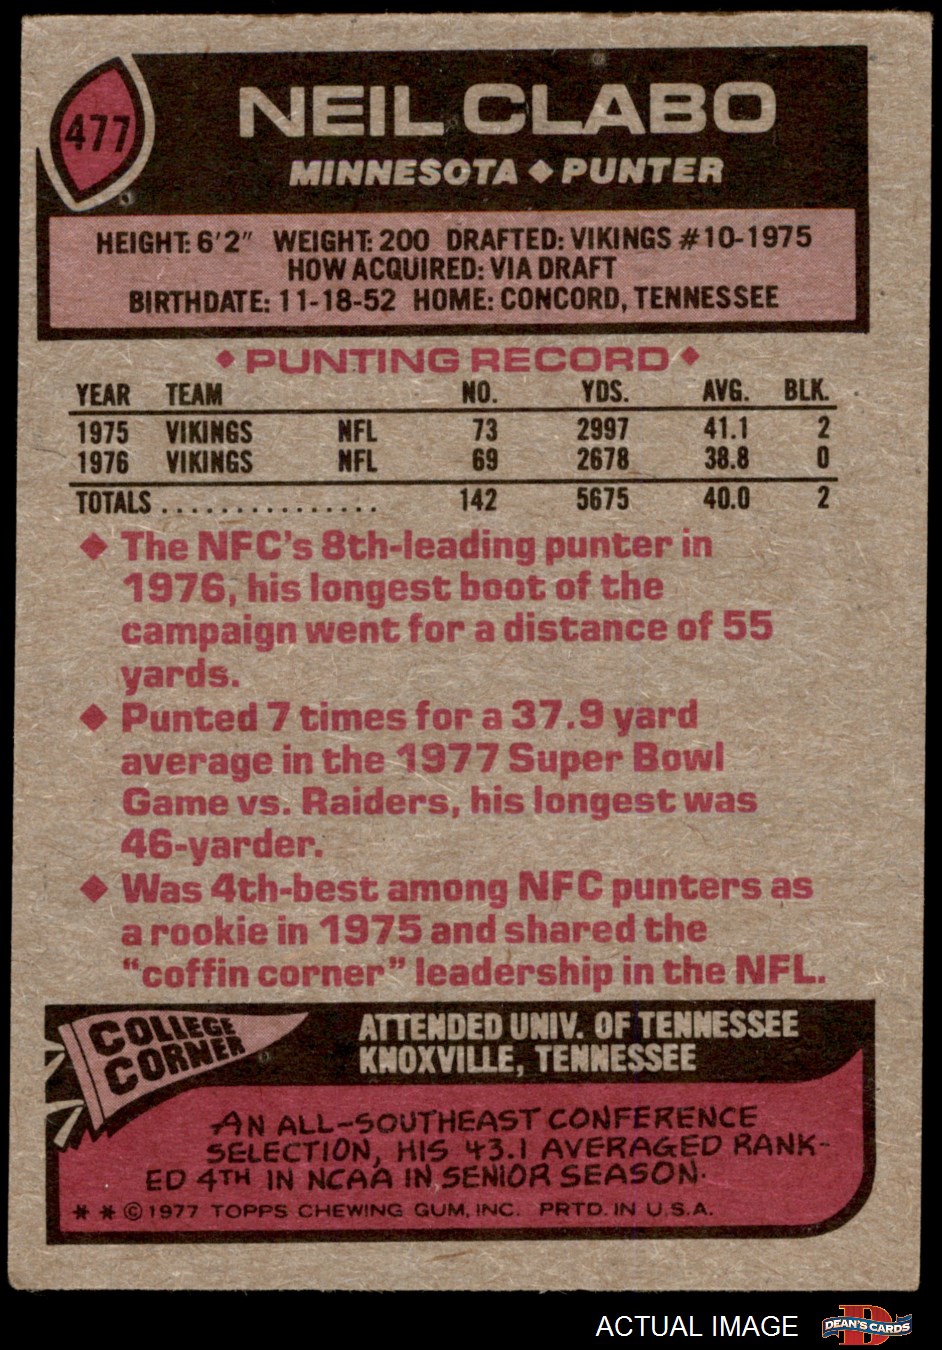 477
NEIL CLABO
MINNESOTA ◆ PUNTER
HEIGHT: 6'2" WEIGHT: 200 DRAFTED: VIKINGS #10-1975
HOW ACQUIRED: VIA DRAFT
BIRTHDATE: 11-18-52 HOME: CONCORD, TENNESSEE
◆ PUNTING RECORD ◆
YEAR TEAM NO. YDS. AVG. BLK.
1975 VIKINGS NFL 73 2997 41.1 2
1976 VIKINGS NFL 69 2678 38.8 0
TOTALS ............... 142 5675 40.0 2
◆ The NFC's 8th-leading punter in
1976, his longest boot of the
campaign went for a distance of 55
yards.
◆ Punted 7 times for a 37.9 yard
average in the 1977 Super Bowl
Game vs. Raiders, his longest was
46-yarder.
◆ Was 4th-best among NFC punters as
a rookie in 1975 and shared the
"coffin corner" leadership in the NFL.
COLLEGE
CORNER
ATTENDED UNIV. OF TENNESSEE
KNOXVILLE, TENNESSEE
AN ALL-SOUTHEAST CONFERENCE
SELECTION, HIS 43.1 AVERAGED RANK-
ED 4TH IN NCAA IN SENIOR SEASON.
* * © 1977 TOPPS CHEWING GUM, INC. PRTD. IN U.S.A.
ACTUAL IMAGE
D
DEAN'S CARDS